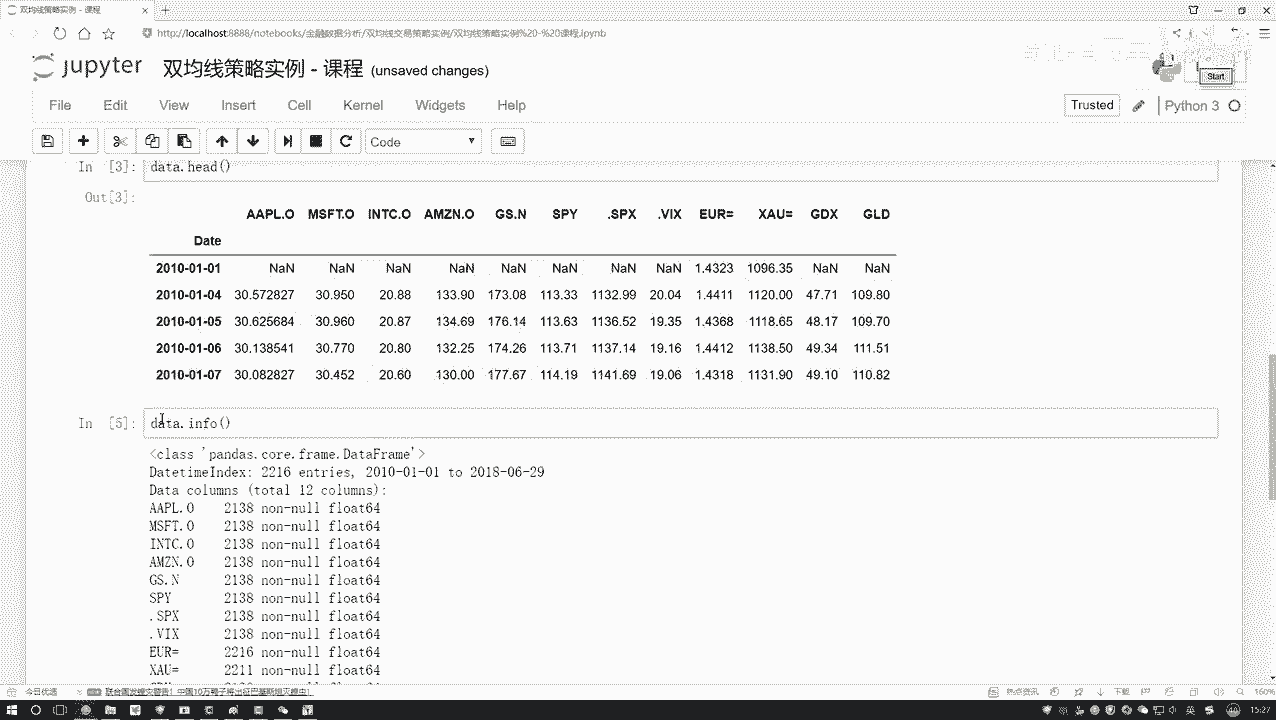 双均线策略实例 - 课程
http://localhost:8888/notebooks/金融数据分析/双均线交易策略实例/双均线策略实例%20-%20课程.ipynb
jupyter 双均线策略实例 - 课程 (unsaved changes)
Start
File Edit View Insert Cell Kernel Widgets Help
Trusted Python 3
Code
In [3]: data.head()
Out[3]:
AAPL.O MSFT.O INTC.O AMZN.O GS.N SPY .SPX .VIX EUR= XAU= GDX GLD
Date
2010-01-01 NaN NaN NaN NaN NaN NaN NaN NaN 1.4323 1096.35 NaN NaN
2010-01-04 30.572827 30.950 20.88 133.90 173.08 113.33 1132.99 20.04 1.4411 1120.00 47.71 109.80
2010-01-05 30.625684 30.960 20.87 134.69 176.14 113.63 1136.52 19.35 1.4368 1118.65 48.17 109.70
2010-01-06 30.138541 30.770 20.80 132.25 174.26 113.71 1137.14 19.16 1.4412 1138.50 49.34 111.51
2010-01-07 30.082827 30.452 20.60 130.00 177.67 114.19 1141.69 19.06 1.4318 1131.90 49.10 110.82
In [5]: data.info()
<class 'pandas.core.frame.DataFrame'>
DatetimeIndex: 2216 entries, 2010-01-01 to 2018-06-29
Data columns (total 12 columns):
AAPL.O 2138 non-null float64
MSFT.O 2138 non-null float64
INTC.O 2138 non-null float64
AMZN.O 2138 non-null float64
GS.N 2138 non-null float64
SPY 2138 non-null float64
.SPX 2138 non-null float64
.VIX 2138 non-null float64
EUR= 2216 non-null float64
XAU= 2211 non-null float64
今日优选
热点资讯 下载 160%
英 15:27